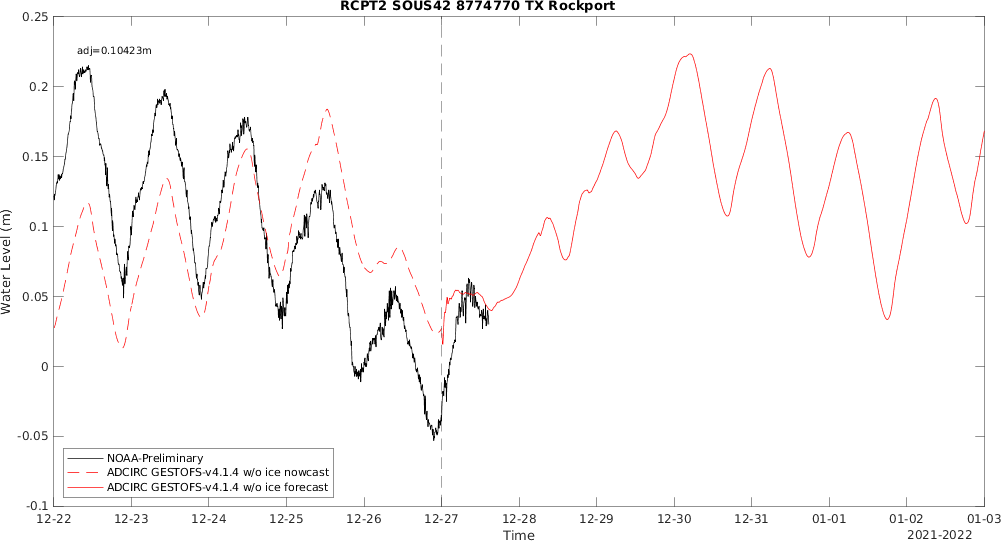 RCPT2 SOUS42 8774770 TX Rockport
adj=0.10423m
0.25
0.2
0.15
0.1
0.05
0
-0.05
-0.1
Water Level (m)
NOAA-Preliminary
ADCIRC GESTOFS-v4.1.4 w/o ice nowcast
ADCIRC GESTOFS-v4.1.4 w/o ice forecast
12-22 12-23 12-24 12-25 12-26 12-27 12-28 12-29 12-30 12-31 01-01 01-02 01-03
Time
2021-2022